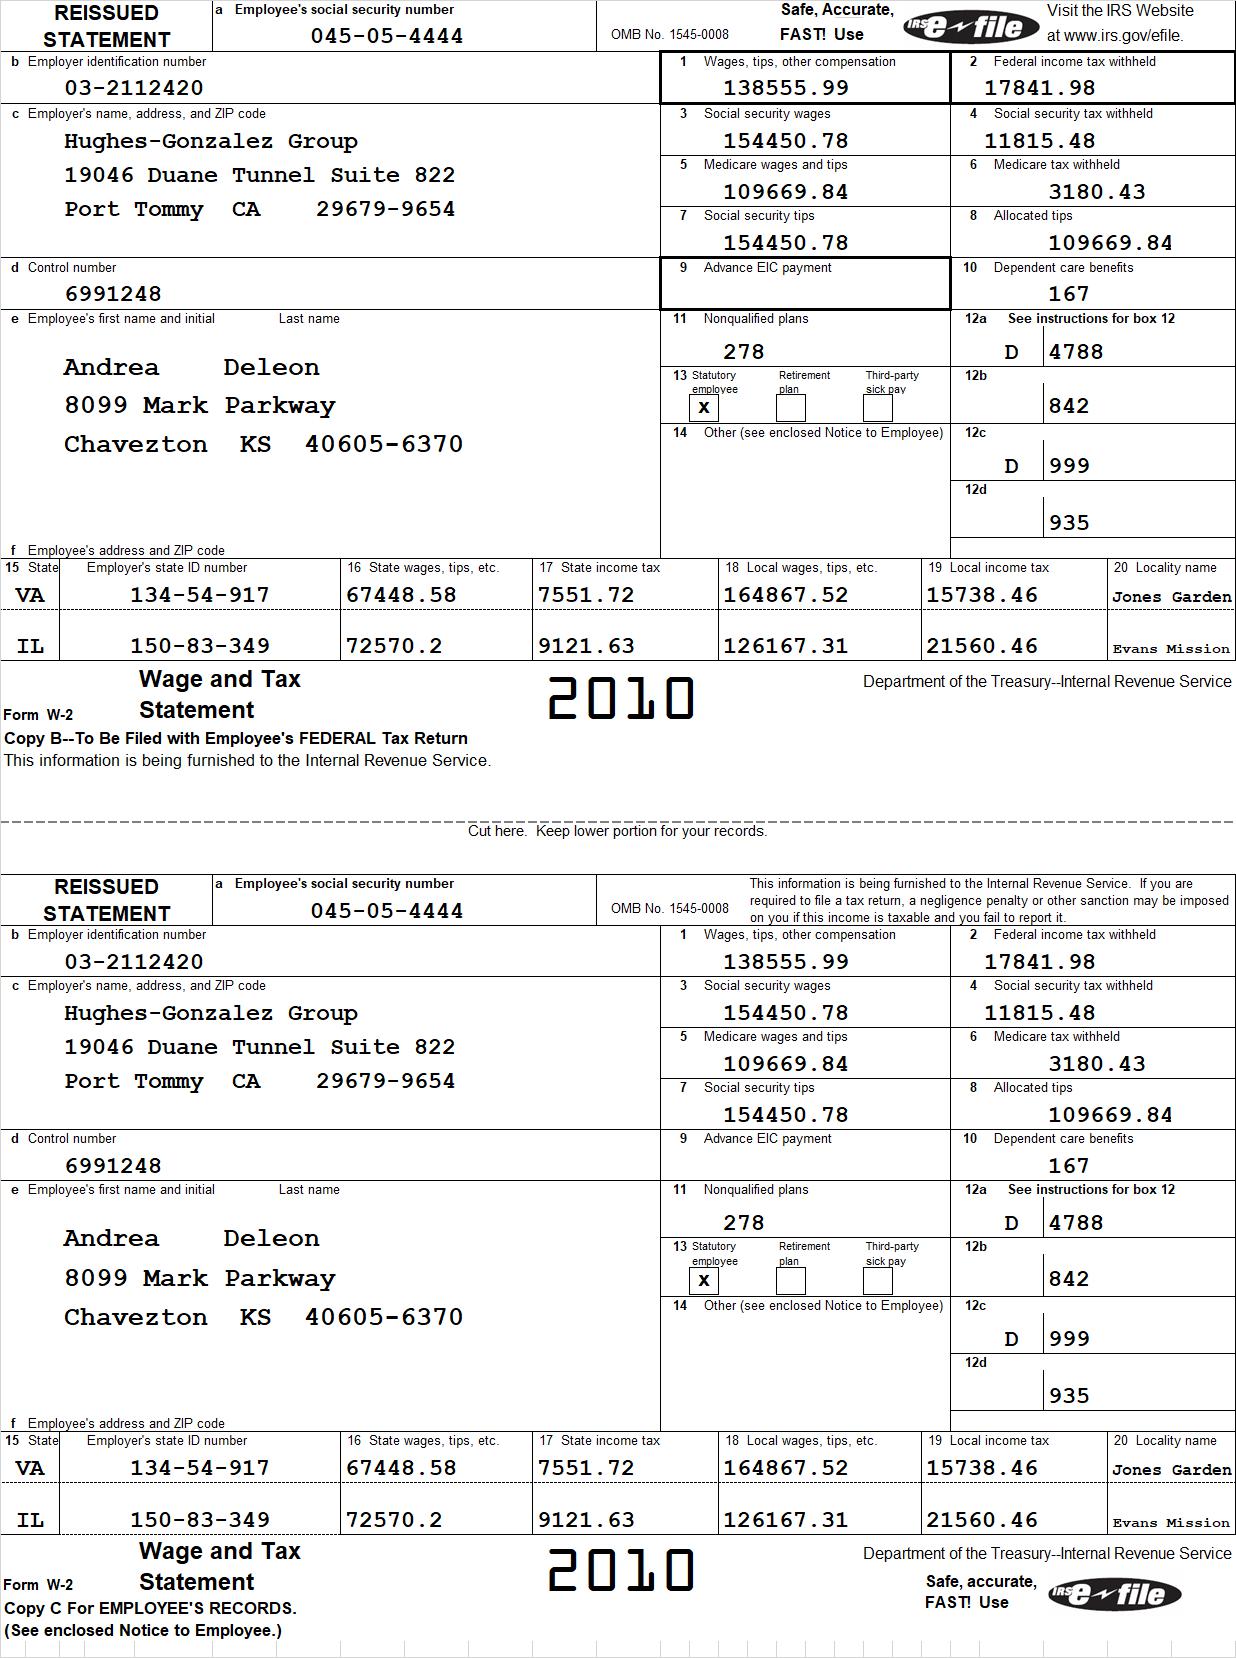 REISSUED STATEMENT
a Employee's social security number
045-05-4444
OMB No. 1545-0008
Safe, Accurate, FAST! Use
IRS e-file
Visit the IRS Website at www.irs.gov/efile.
b Employer identification number
03-2112420
1 Wages, tips, other compensation
138555.99
2 Federal income tax withheld
17841.98
c Employer's name, address, and ZIP code
Hughes-Gonzalez Group
19046 Duane Tunnel Suite 822
Port Tommy CA 29679-9654
3 Social security wages
154450.78
4 Social security tax withheld
11815.48
5 Medicare wages and tips
109669.84
6 Medicare tax withheld
3180.43
7 Social security tips
154450.78
8 Allocated tips
109669.84
d Control number
6991248
9 Advance EIC payment
10 Dependent care benefits
167
e Employee's first name and initial Last name
Andrea Deleon
8099 Mark Parkway
Chavezton KS 40605-6370
11 Nonqualified plans
278
12a See instructions for box 12
D 4788
13 Statutory employee Retirement plan Third-party sick pay
x
12b
842
14 Other (see enclosed Notice to Employee)
12c
D 999
12d
935
f Employee's address and ZIP code
15 State Employer's state ID number 16 State wages, tips, etc. 17 State income tax 18 Local wages, tips, etc. 19 Local income tax 20 Locality name
VA 134-54-917 67448.58 7551.72 164867.52 15738.46 Jones Garden
IL 150-83-349 72570.2 9121.63 126167.31 21560.46 Evans Mission
Form W-2 Wage and Tax Statement
2010
Department of the Treasury--Internal Revenue Service
Copy B--To Be Filed with Employee's FEDERAL Tax Return
This information is being furnished to the Internal Revenue Service.
Cut here. Keep lower portion for your records.
REISSUED STATEMENT
a Employee's social security number
045-05-4444
OMB No. 1545-0008
This information is being furnished to the Internal Revenue Service. If you are
required to file a tax return, a negligence penalty or other sanction may be imposed
on you if this income is taxable and you fail to report it.
b Employer identification number
03-2112420
1 Wages, tips, other compensation
138555.99
2 Federal income tax withheld
17841.98
c Employer's name, address, and ZIP code
Hughes-Gonzalez Group
19046 Duane Tunnel Suite 822
Port Tommy CA 29679-9654
3 Social security wages
154450.78
4 Social security tax withheld
11815.48
5 Medicare wages and tips
109669.84
6 Medicare tax withheld
3180.43
7 Social security tips
154450.78
8 Allocated tips
109669.84
d Control number
6991248
9 Advance EIC payment
10 Dependent care benefits
167
e Employee's first name and initial Last name
Andrea Deleon
8099 Mark Parkway
Chavezton KS 40605-6370
11 Nonqualified plans
278
12a See instructions for box 12
D 4788
13 Statutory employee Retirement plan Third-party sick pay
x
12b
842
14 Other (see enclosed Notice to Employee)
12c
D 999
12d
935
f Employee's address and ZIP code
15 State Employer's state ID number 16 State wages, tips, etc. 17 State income tax 18 Local wages, tips, etc. 19 Local income tax 20 Locality name
VA 134-54-917 67448.58 7551.72 164867.52 15738.46 Jones Garden
IL 150-83-349 72570.2 9121.63 126167.31 21560.46 Evans Mission
Form W-2 Wage and Tax Statement
2010
Department of the Treasury--Internal Revenue Service
Safe, accurate, FAST! Use
IRS e-file
Copy C For EMPLOYEE'S RECORDS.
(See enclosed Notice to Employee.)